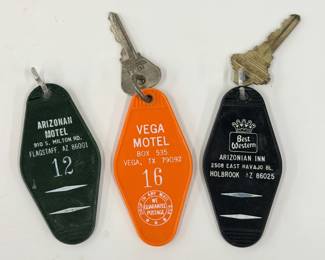 ARIZONAN
MOTEL
910 S. MILTON RD.
FLAGSTAFF AZ 86001
12
VEGA
MOTEL
BOX 535
VEGA, TX 79092
16
WE
GUARANTEE
POSTAGE
Best
Western
ARIZONIAN INN
2508 EAST NAVAJO BL.
HOLBROOK AZ 86025